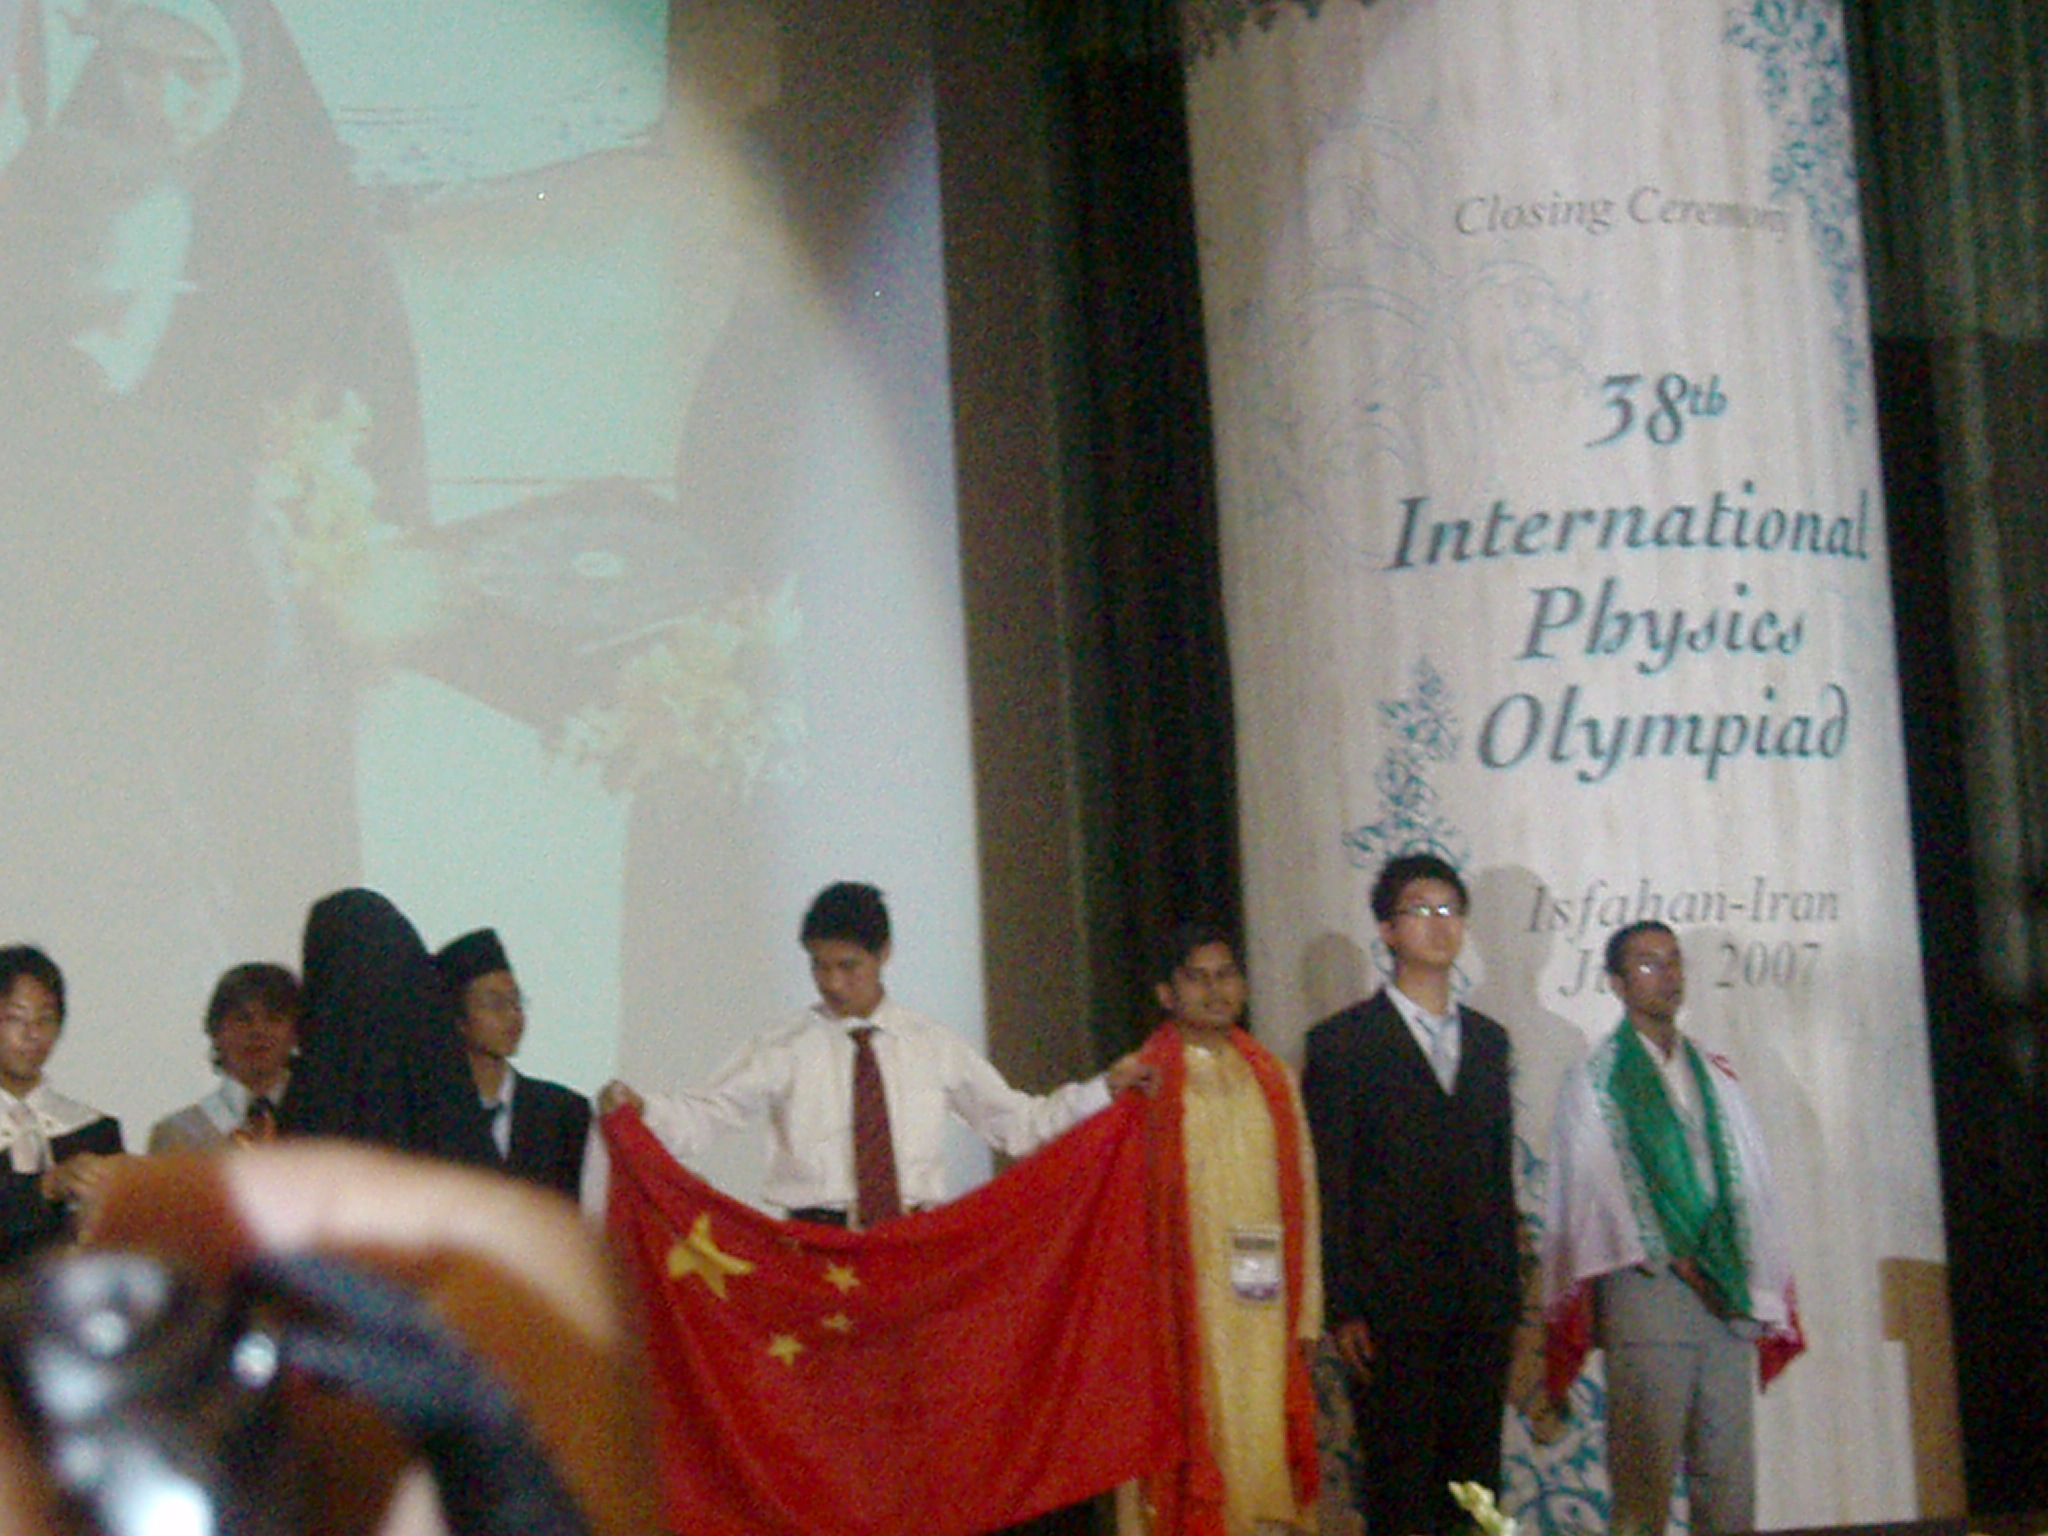 Closing Ceremony
38th
International
Physics
Olympiad
Isfahan-Iran
2007